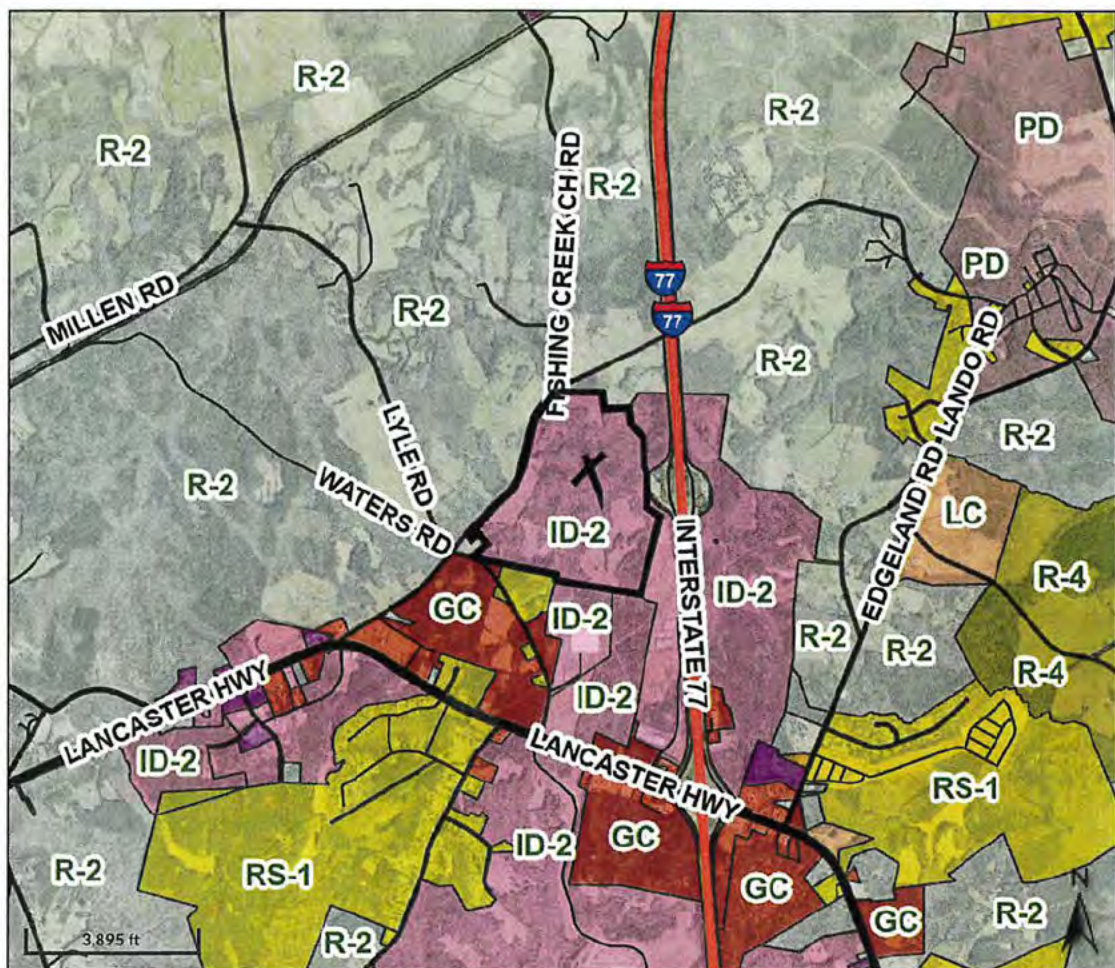 R-2
R-2
R-2
PD
R-2
FISHING CREEK CH RD
PD
77
77
MILLEN RD
R-2
R-2
EDGELAND RD LANDO RD
LYLE RD
R-2
R-2
WATERS RD
LC
ID-2
INTERSTATE 77
R-4
GC
ID-2
ID-2
R-2
R-2
R-4
ID-2
LANCASTER HWY
ID-2
LANCASTER HWY
RS-1
ID-2
GC
R-2
RS-1
GC
GC
R-2
R-2
N
3,895 ft